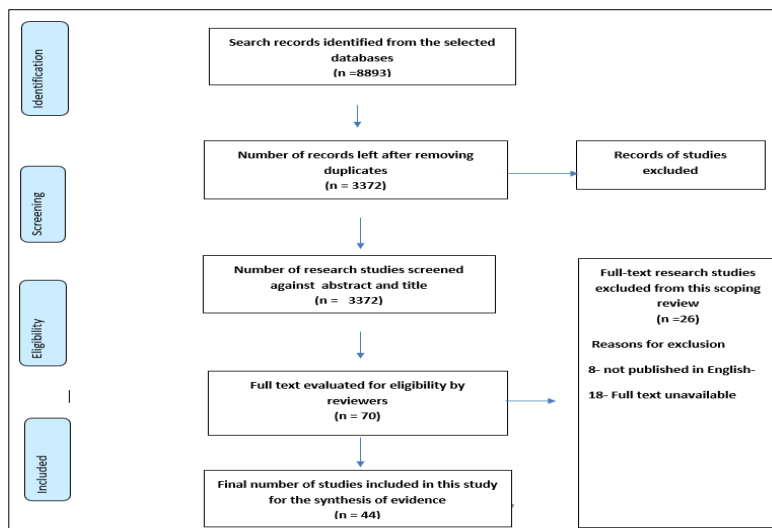 Identification
Search records identified from the selected
databases
(n =8893)
Number of records left after removing
duplicates
(n = 3372)
Records of studies
excluded
Screening
Number of research studies screened
against abstract and title
(n = 3372)
Full-text research studies
excluded from this scoping
review
(n =26)
Reasons for exclusion
8- not published in English-
18- Full text unavailable
Eligibility
Full text evaluated for eligibility by
reviewers
(n = 70)
Included
Final number of studies included in this study
for the synthesis of evidence
(n = 44)